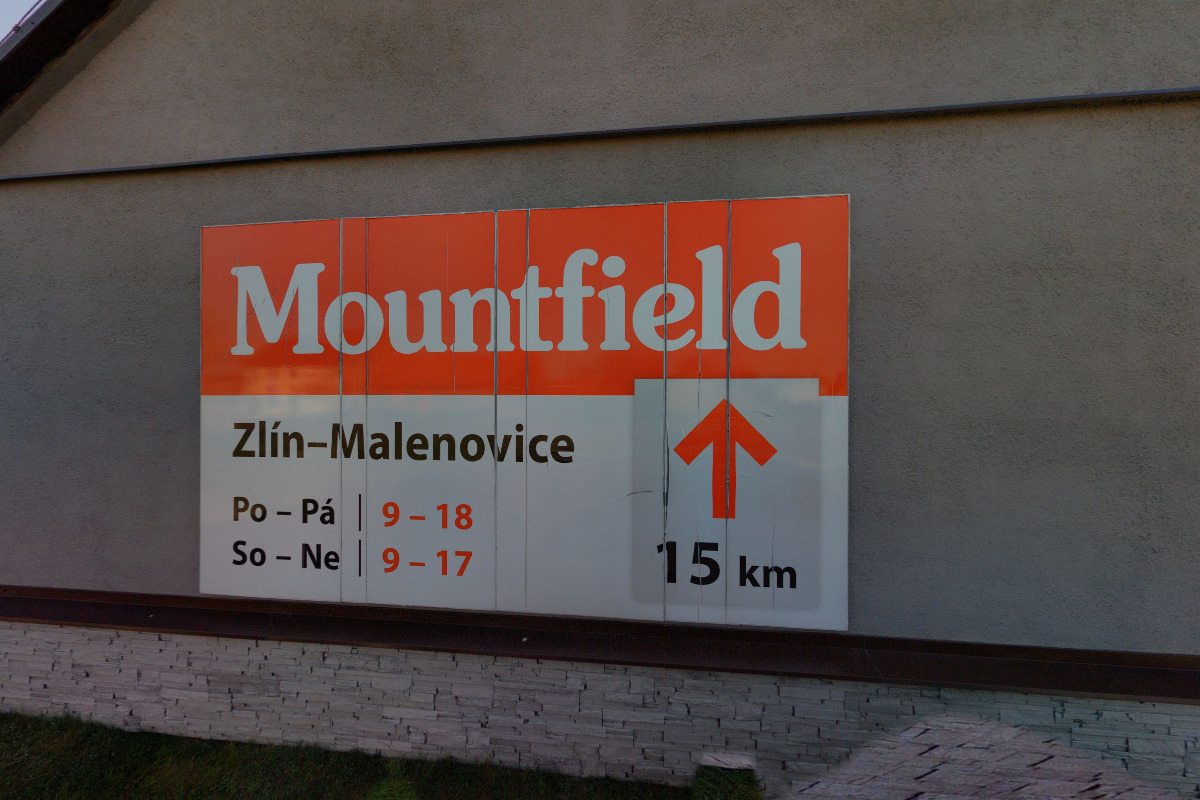 Mountfield
Zlín–Malenovice
Po – Pá | 9 – 18
So – Ne | 9 – 17
15 km